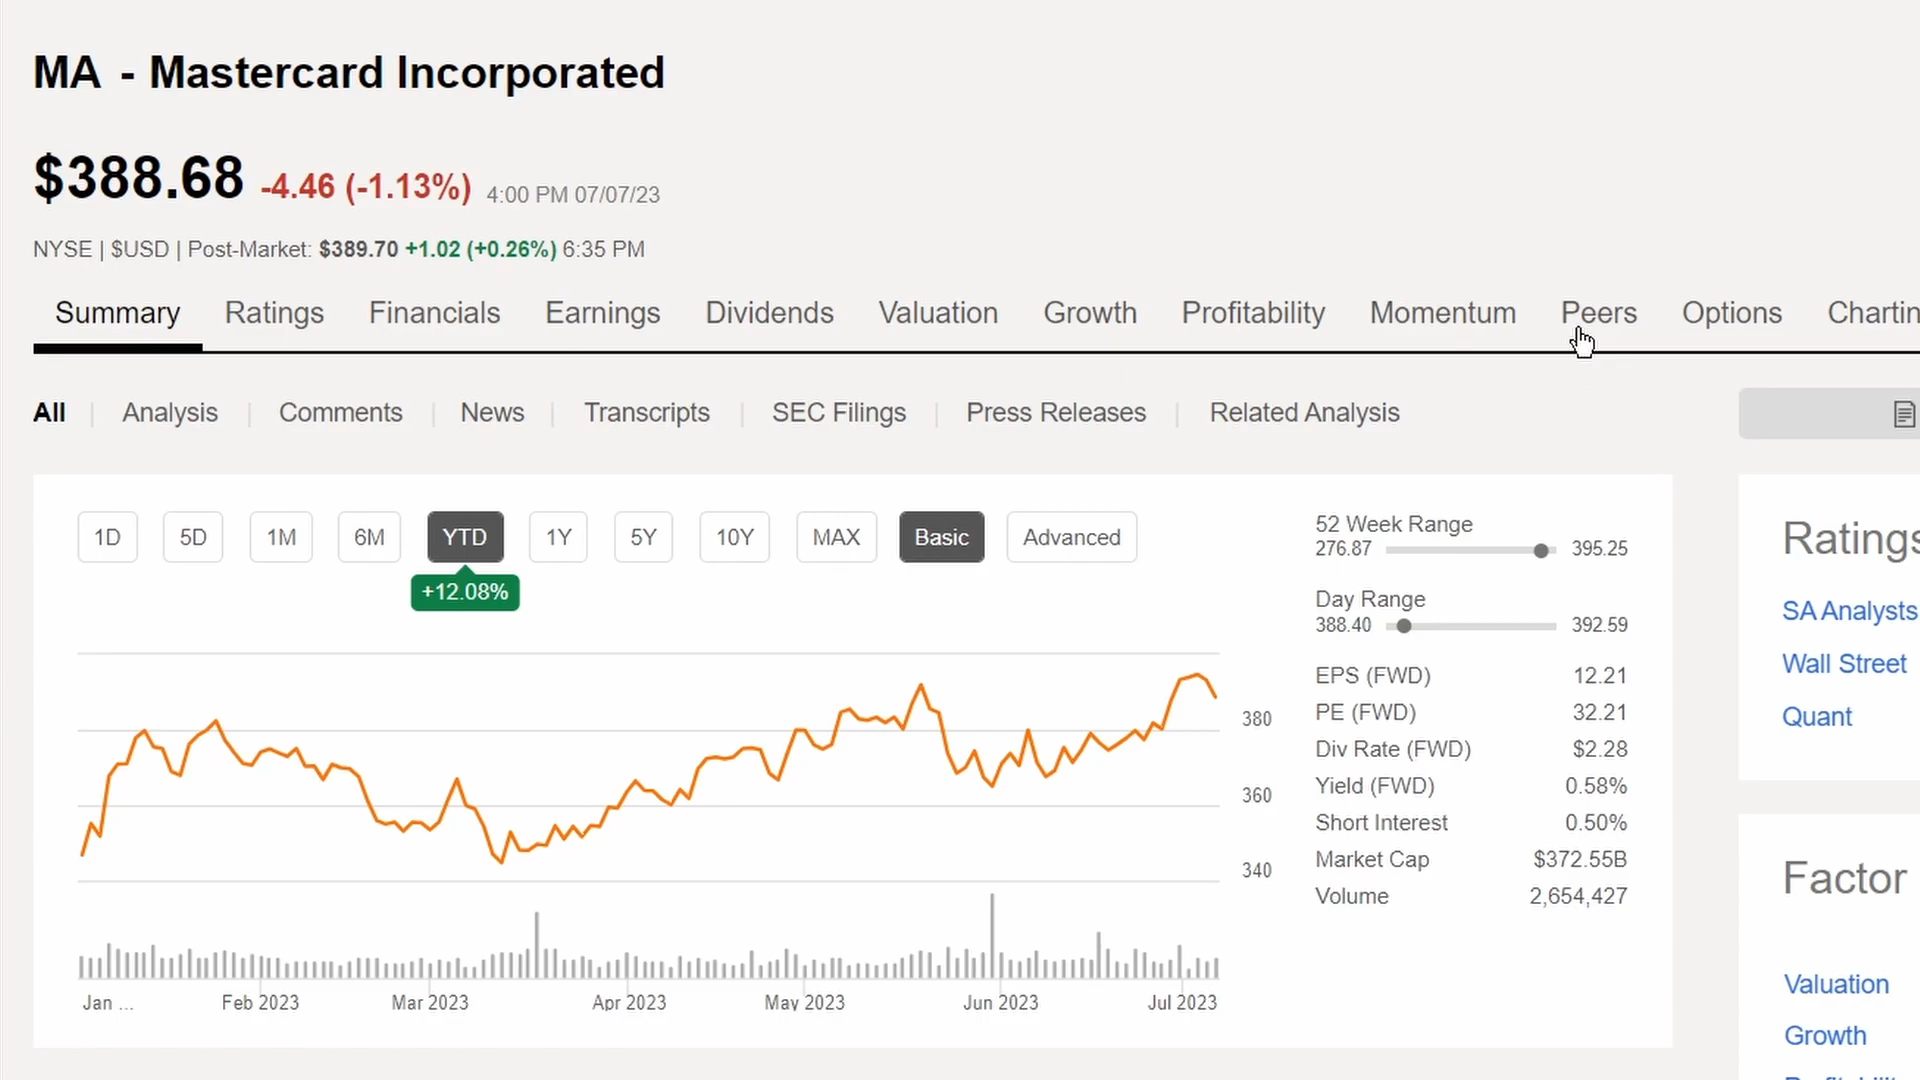 MA - Mastercard Incorporated
$388.68 -4.46 (-1.13%) 4:00 PM 07/07/23
NYSE | $USD | Post-Market: $389.70 +1.02 (+0.26%) 6:35 PM
Summary Ratings Financials Earnings Dividends Valuation Growth Profitability Momentum Peers Options Chartin
All | Analysis | Comments | News | Transcripts | SEC Filings | Press Releases | Related Analysis
1D 5D 1M 6M YTD 1Y 5Y 10Y MAX Basic Advanced
+12.08%
380
360
340
Jan ... Feb 2023 Mar 2023 Apr 2023 May 2023 Jun 2023 Jul 2023
52 Week Range
276.87 395.25
Day Range
388.40 392.59
EPS (FWD) 12.21
PE (FWD) 32.21
Div Rate (FWD) $2.28
Yield (FWD) 0.58%
Short Interest 0.50%
Market Cap $372.55B
Volume 2,654,427
Ratings
SA Analysts
Wall Street
Quant
Factor
Valuation
Growth